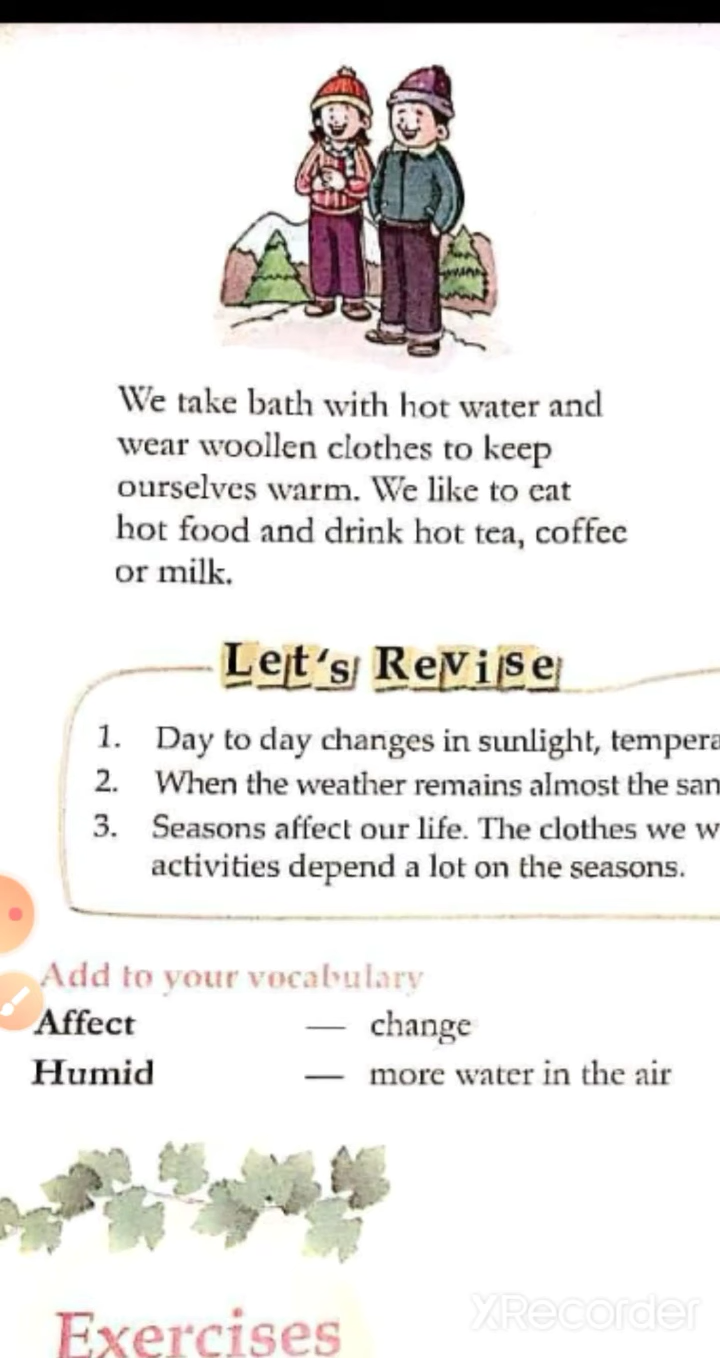 We take bath with hot water and
wear woollen clothes to keep
ourselves warm. We like to eat
hot food and drink hot tea, coffee
or milk.
Let's Revise
1. Day to day changes in sunlight,
2. When the weather remains almost the
3. Seasons affect our life. The clothes we
activities depend a lot on the seasons.
Add to your vocabulary
Affect — change
Humid — more water in the air
Exercises
XRecorder